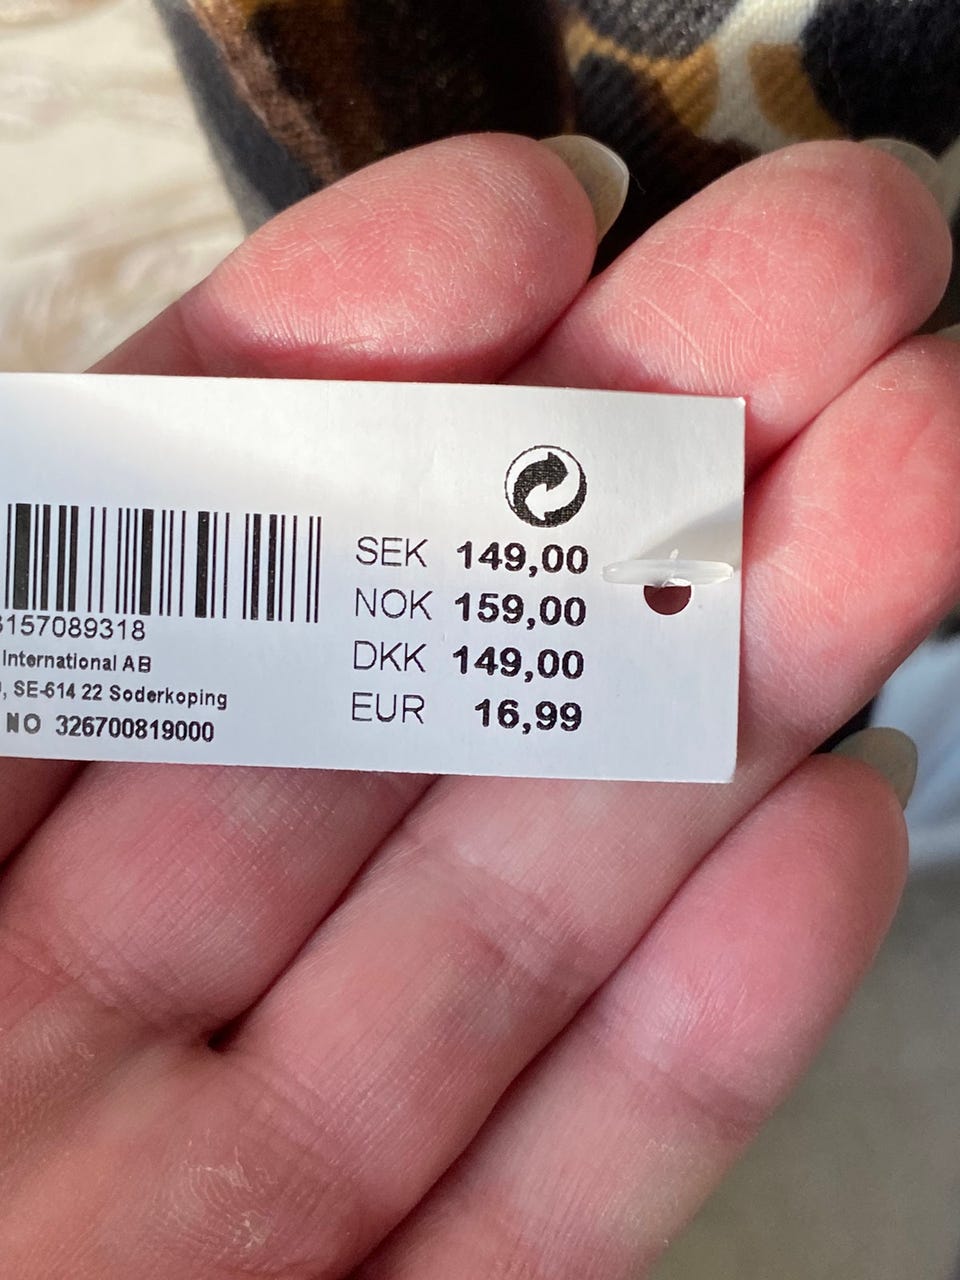 SEK 149,00
NOK 159,00
DKK 149,00
EUR 16,99
157089318
International AB
, SE-614 22 Soderkoping
NO 326700819000